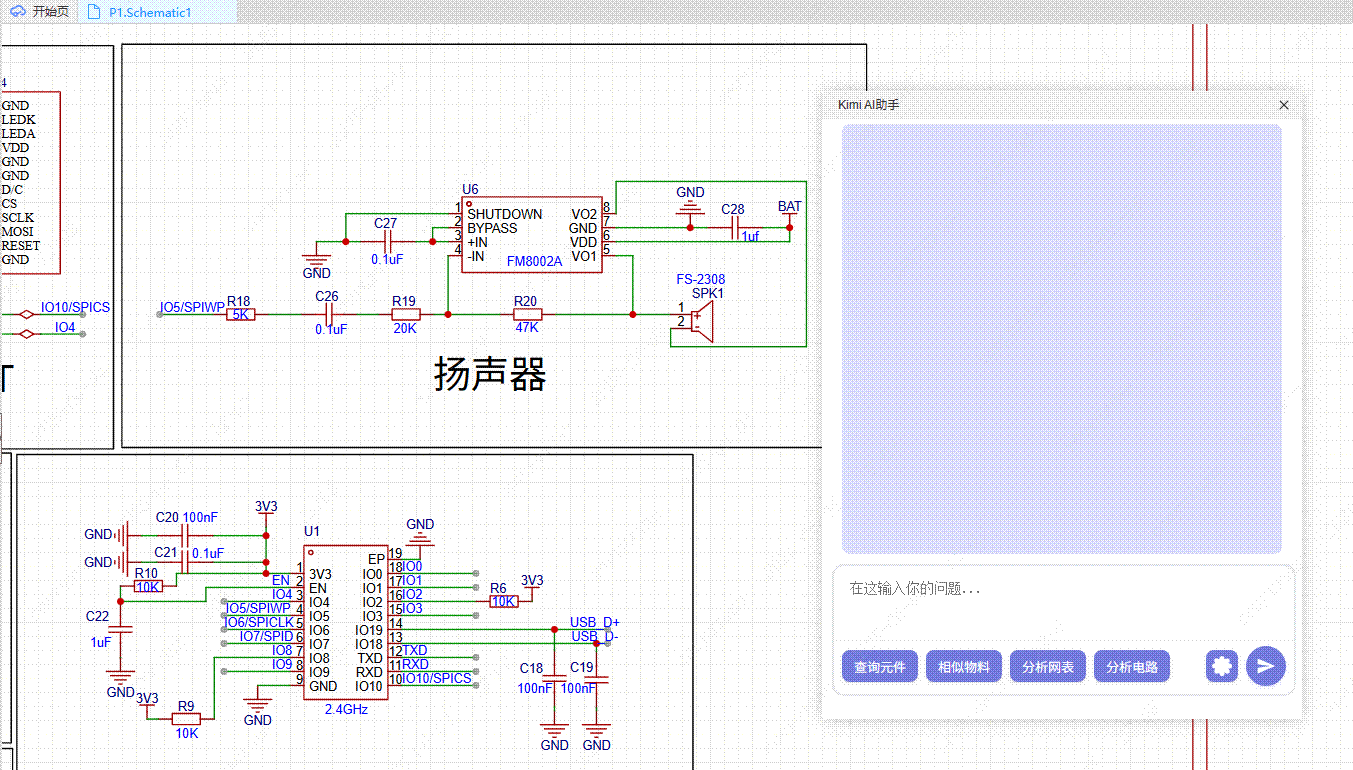 开始页
P1.Schematic1
4
GND
LEDK
LEDA
VDD
GND
GND
D/C
CS
SCLK
MOSI
RESET
GND
IO10/SPICS
IO4
T
U6
1
2
3
4
SHUTDOWN
BYPASS
+IN
-IN
VO2
GND
VDD
VO1
8
7
6
5
FM8002A
C27
0.1uF
GND
GND
C28
1uf
BAT
IO5/SPIWP
R18
5K
C26
0.1uF
R19
20K
R20
47K
FS-2308
SPK1
1
2
扬声器
Kimi AI助手
在这输入你的问题...
查询元件
相似物料
分析网表
分析电路
3V3
C20 100nF
GND
C21 0.1uF
GND
R10
10K
C22
1uF
GND
3V3
R9
10K
GND
U1
EN
IO4
IO5/SPIWP
IO6/SPICLK
IO7/SPID
IO8
IO9
1
2
3
4
5
6
7
8
9
3V3
EN
IO4
IO5
IO6
IO7
IO8
IO9
GND
EP
IO0
IO1
IO2
IO3
IO19
IO18
TXD
RXD
IO10
19
18
17
16
15
14
13
12
11
10
2.4GHz
GND
IO0
IO1
IO2
IO3
TXD
RXD
IO10/SPICS
R6
10K
3V3
USB_D+
USB_D-
C18
100nF
C19
100nF
GND
GND